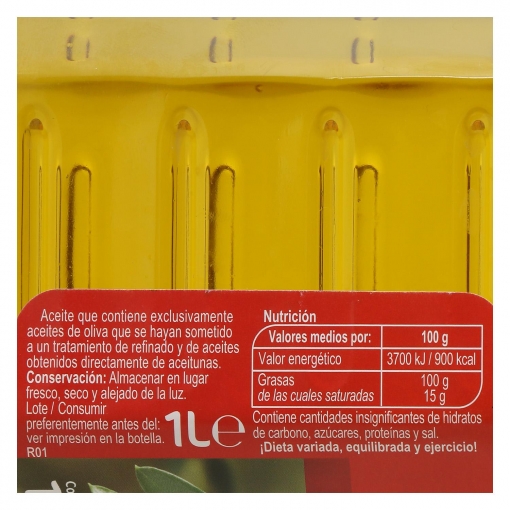 Aceite que contiene exclusivamente
aceites de oliva que se hayan sometido
a un tratamiento de refinado y de aceites
obtenidos directamente de aceitunas.
Conservación: Almacenar en lugar
fresco, seco y alejado de la luz.
Lote / Consumir
preferentemente antes del:
ver impresión en la botella.
R01
1L℮
Nutrición
Valores medios por: 100 g
Valor energético 3700 kJ / 900 kcal
Grasas 100 g
de las cuales saturadas 15 g
Contiene cantidades insignificantes de hidratos
de carbono, azúcares, proteínas y sal.
¡Dieta variada, equilibrada y ejercicio!